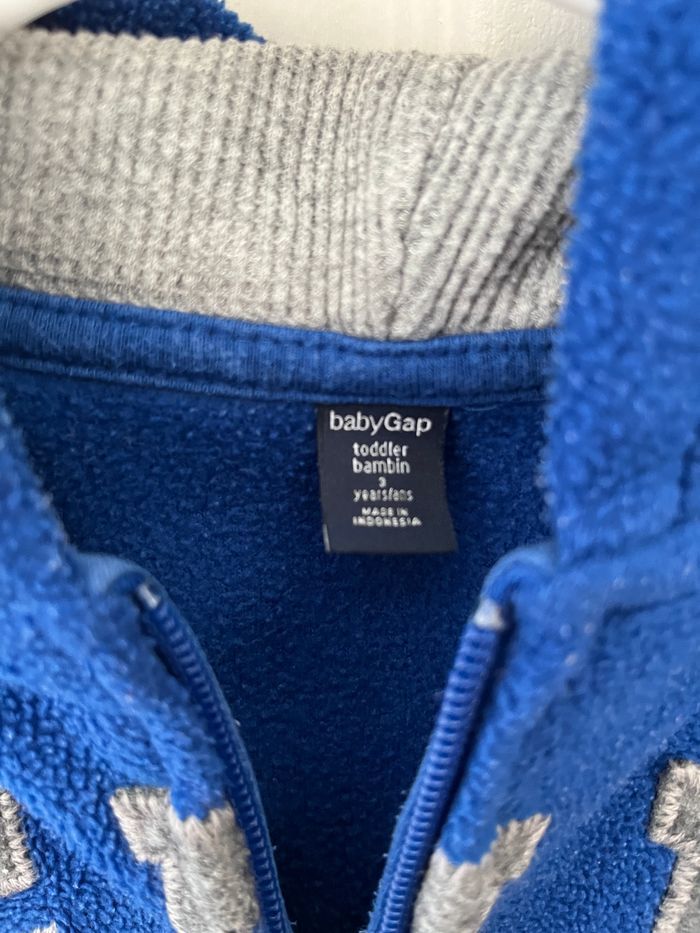 babyGap
toddler
bambin
3
years/ans
MADE IN
INDONESIA